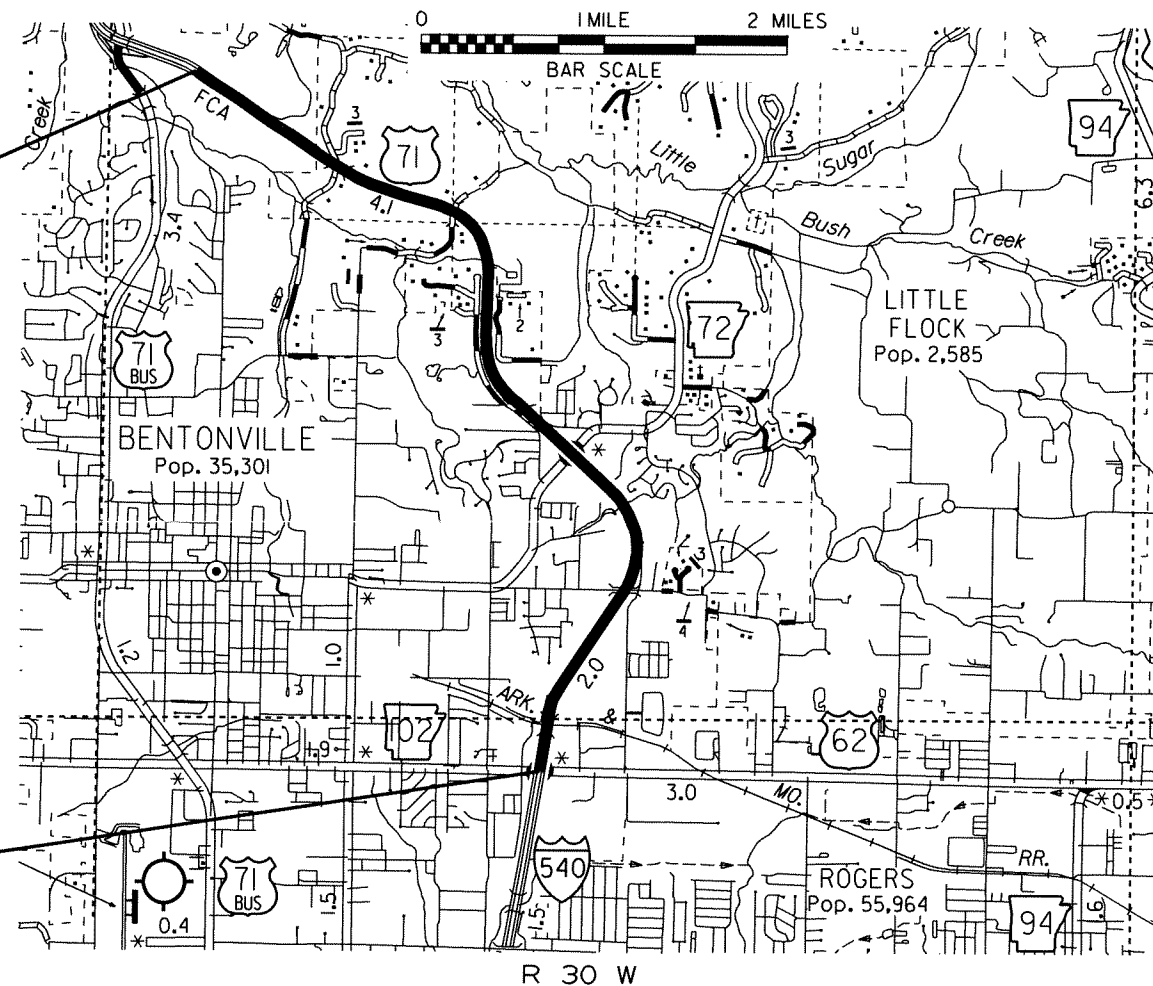 0 1 MILE 2 MILES
BAR SCALE
Creek
FCA
3
71
Little
3
Sugar
94
6.3
3.4
4.1
Bush
Creek
2
3
72
LITTLE
FLOCK
Pop. 2,585
71
BUS
BENTONVILLE
Pop. 35,301
*
*
*
3
4
1.2
1.0
2.0
ARK.
&
102
62
1.9
*
*
*
3.0
MO.
*0.5*
RR.
540
71
BUS
ROGERS
Pop. 55,964
94
.6
1.5
1.5
0.4
*
R 30 W